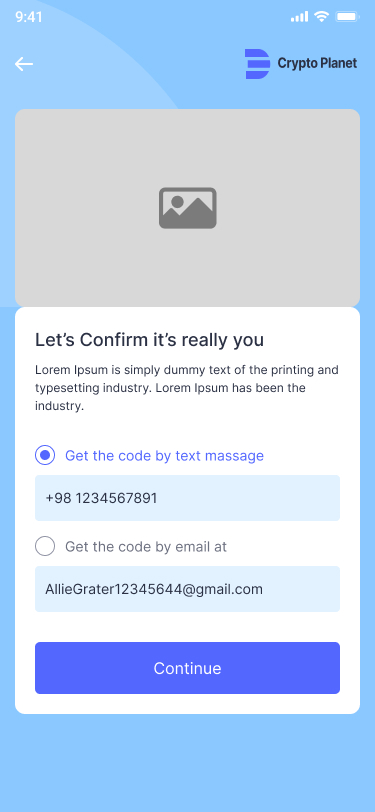 9:41
Crypto Planet
Let’s Confirm it’s really you
Lorem Ipsum is simply dummy text of the printing and
typesetting industry. Lorem Ipsum has been the
industry.
Get the code by text massage
+98 1234567891
Get the code by email at
AllieGrater12345644@gmail.com
Continue